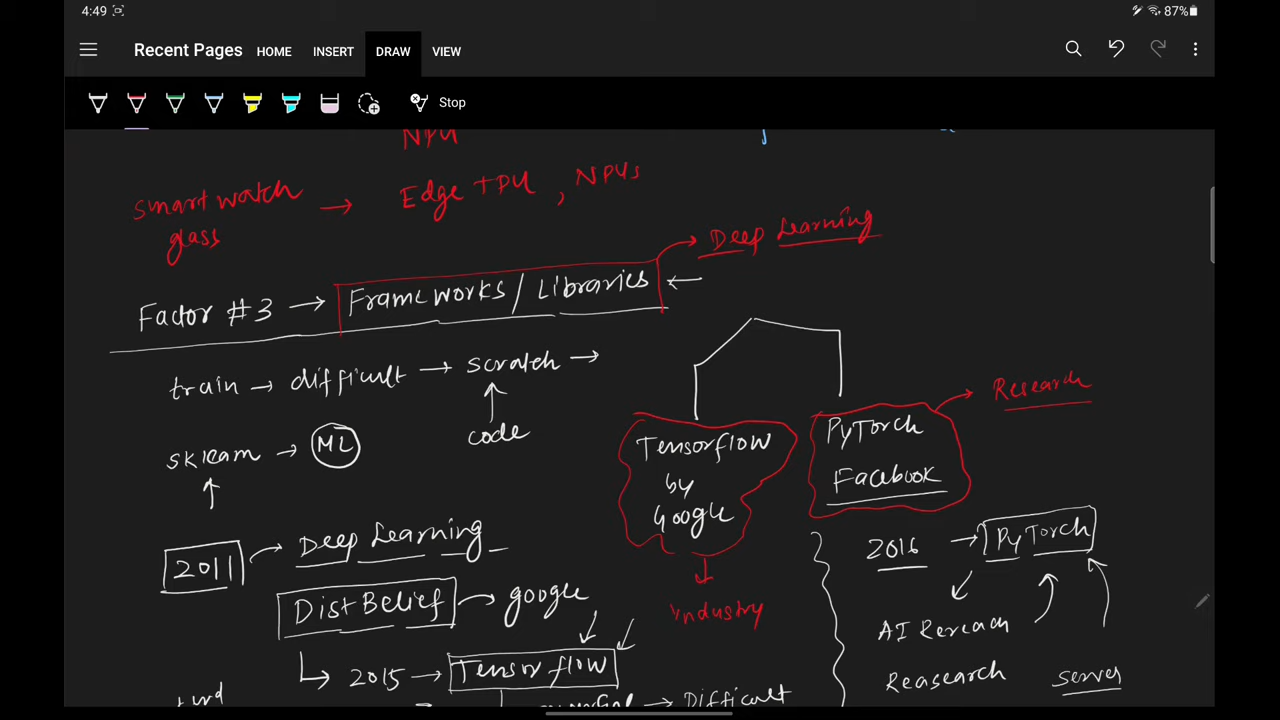 4:49
87%
Recent Pages HOME INSERT DRAW VIEW
Stop
NPU
smart watch → Edge TPU , NPUs
glass
Deep Learning
Factor #3 → Frameworks / Libraries ←
train → difficult → scratch →
code
sklearn → ML
Tensorflow
by
Google
industry
PyTorch
Facebook
Research
2011 → Deep Learning
DistBelief → google
↳ 2015 → Tensorflow
→ Difficult
2016 → PyTorch
AI Rereach
Reasearch server